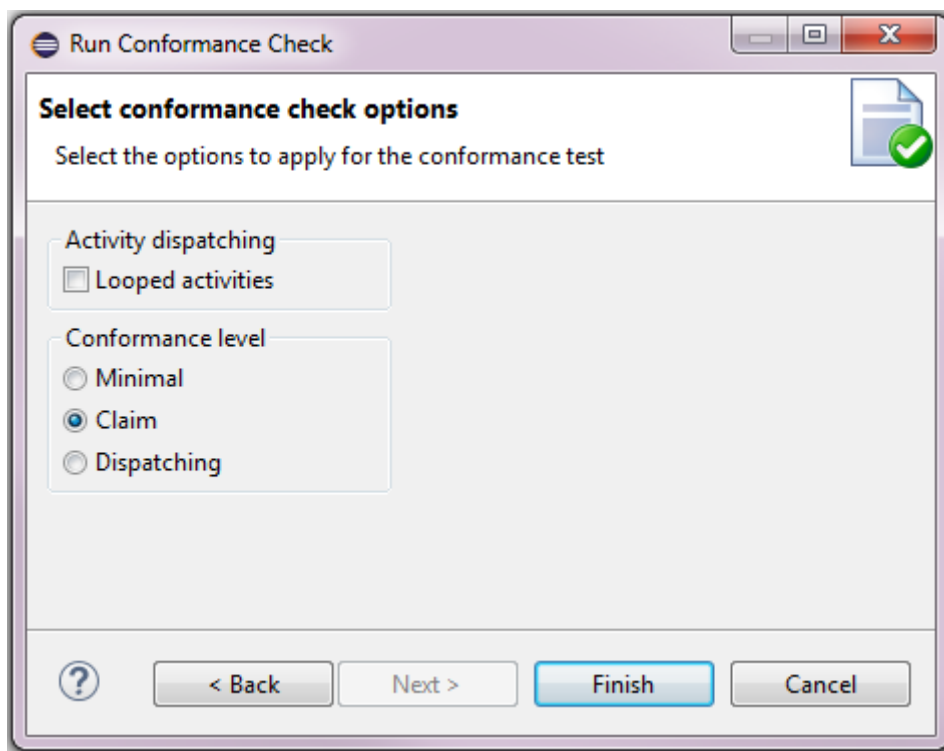 Run Conformance Check
Select conformance check options
Select the options to apply for the conformance test
Activity dispatching
Looped activities
Conformance level
Minimal
Claim
Dispatching
? < Back Next > Finish Cancel